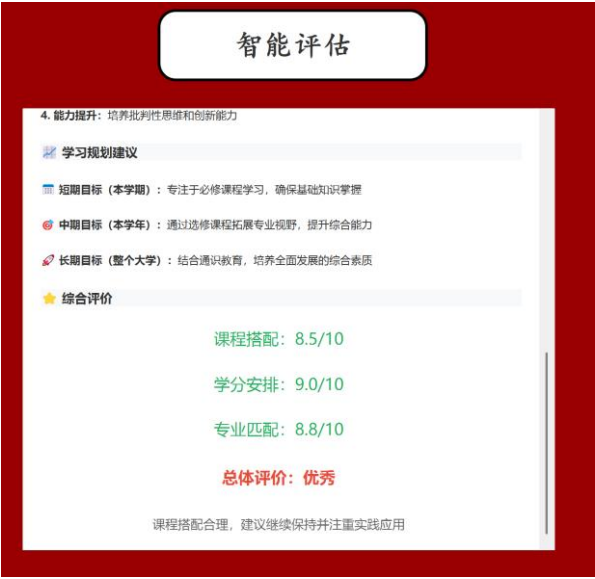 智能评估
4. 能力提升：培养批判性思维和创新能力
学习规划建议
短期目标（本学期）：专注于必修课程学习，确保基础知识掌握
中期目标（本学年）：通过选修课程拓展专业视野，提升综合能力
长期目标（整个大学）：结合通识教育，培养全面发展的综合素质
综合评价
课程搭配：8.5/10
学分安排：9.0/10
专业匹配：8.8/10
总体评价：优秀
课程搭配合理，建议继续保持并注重实践应用